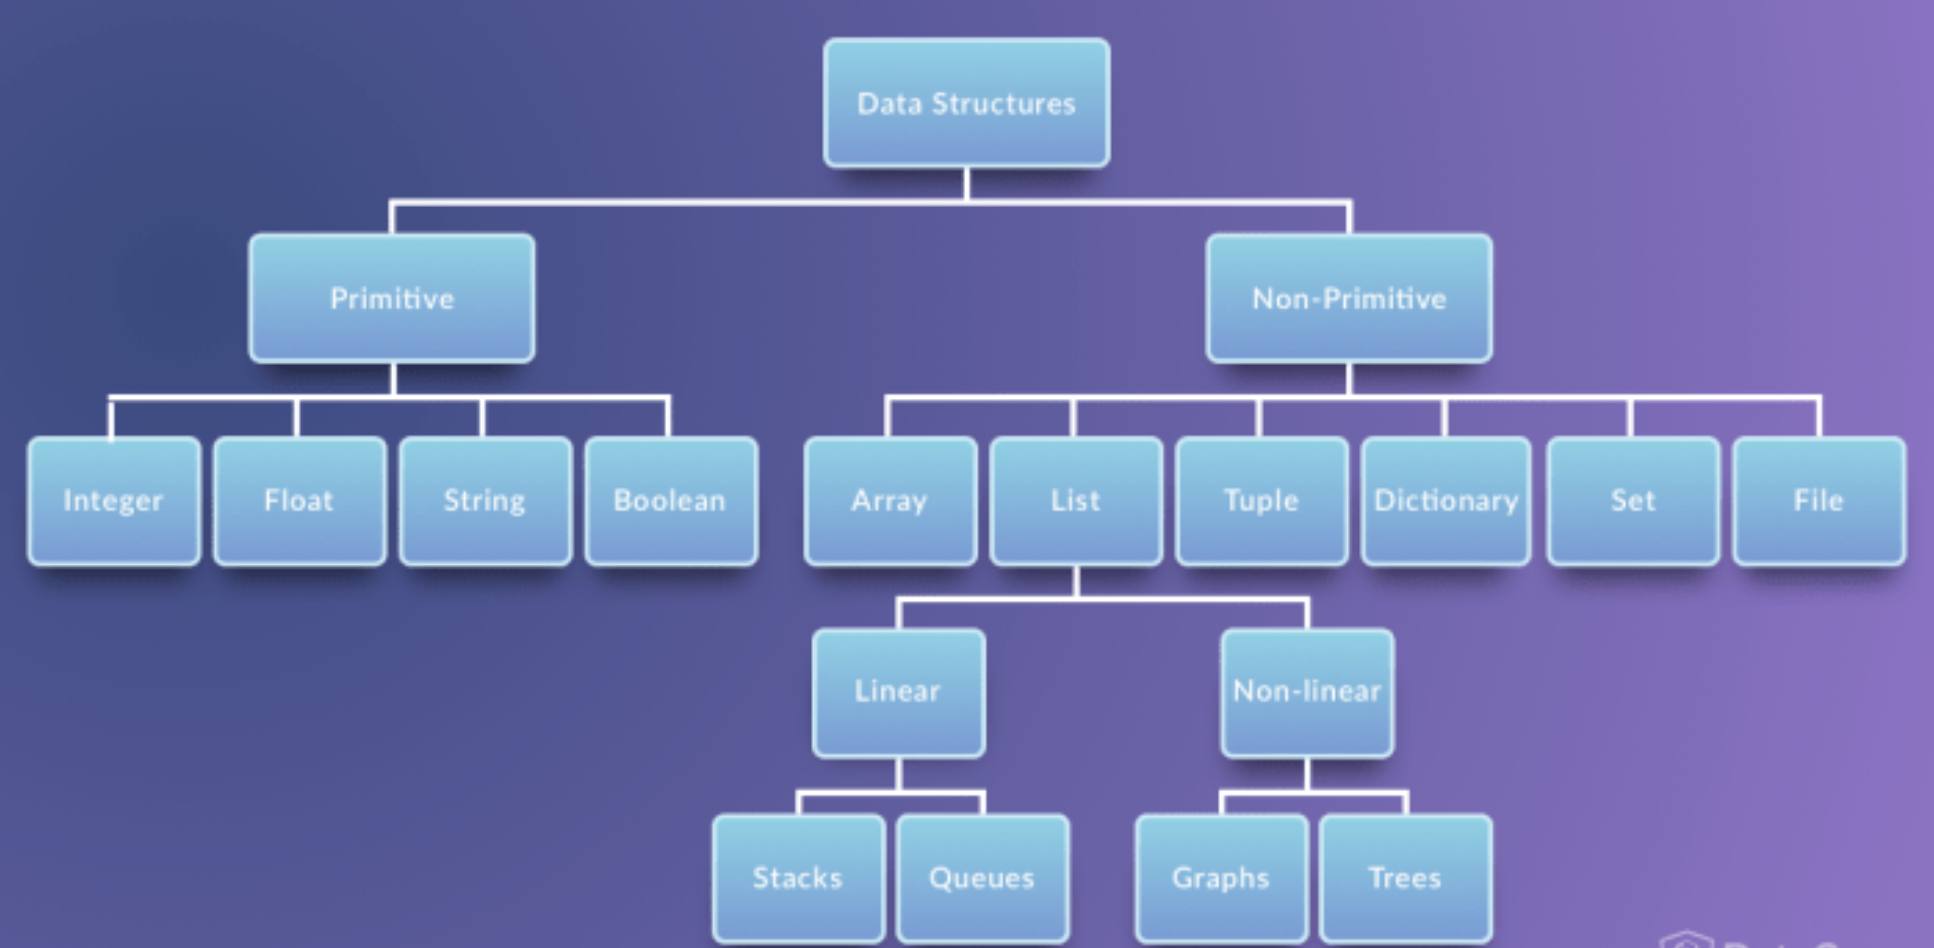 Data Structures
Primitive
Non-Primitive
Integer
Float
String
Boolean
Array
List
Tuple
Dictionary
Set
File
Linear
Non-linear
Stacks
Queues
Graphs
Trees